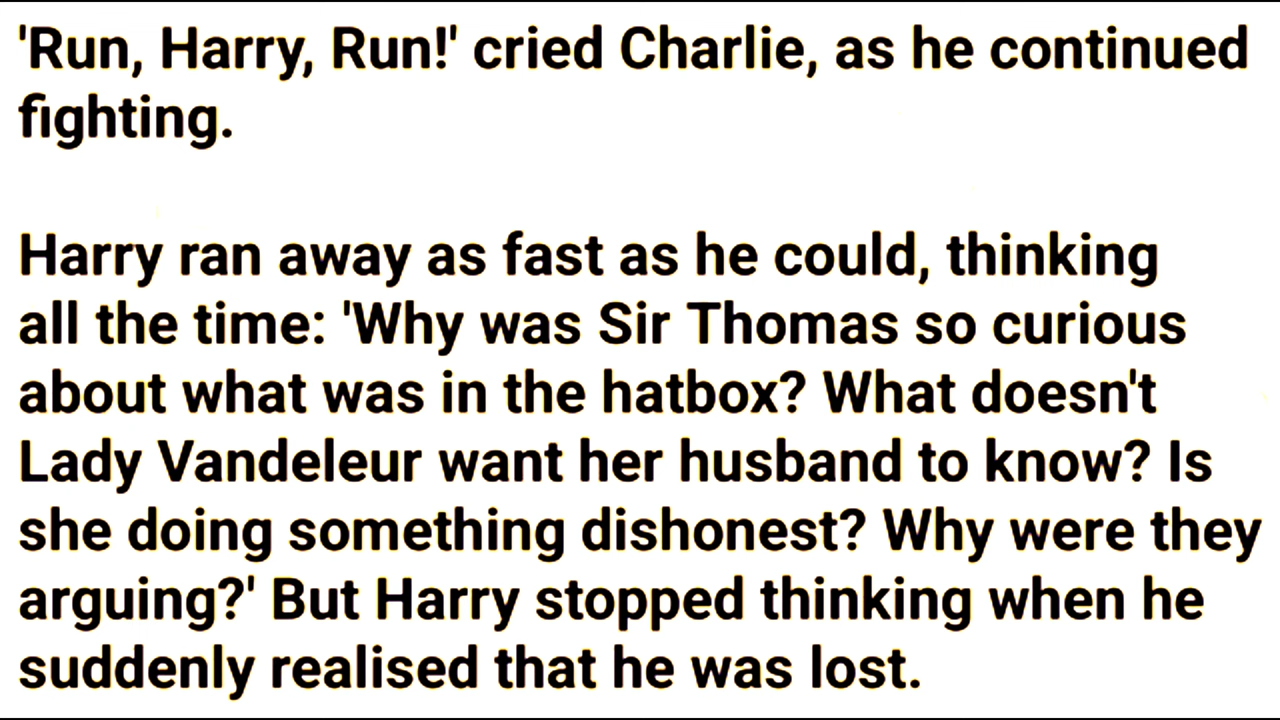 'Run, Harry, Run!' cried Charlie, as he continued
fighting.
Harry ran away as fast as he could, thinking
all the time: 'Why was Sir Thomas so curious
about what was in the hatbox? What doesn't
Lady Vandeleur want her husband to know? Is
she doing something dishonest? Why were they
arguing?' But Harry stopped thinking when he
suddenly realised that he was lost.